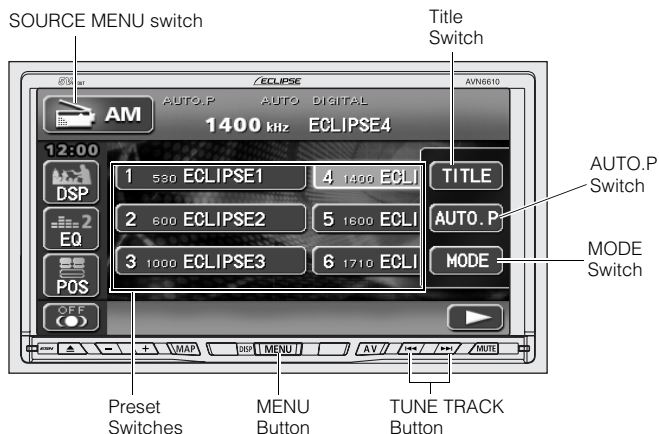 SOURCE MENU switch
Title
Switch
ECLIPSE
AVN6610
AM
AUTO.P AUTO DIGITAL
1400 kHz ECLIPSE4
12:00
1 530 ECLIPSE1
4 1400 ECLI
TITLE
AUTO.P
Switch
DSP
2 600 ECLIPSE2
5 1600 ECLI
AUTO.P
2
EQ
3 1000 ECLIPSE3
6 1710 ECLI
MODE
MODE
Switch
POS
OFF
ESN
- + MAP DISP MENU AV MUTE
Preset
Switches
MENU
Button
TUNE TRACK
Button